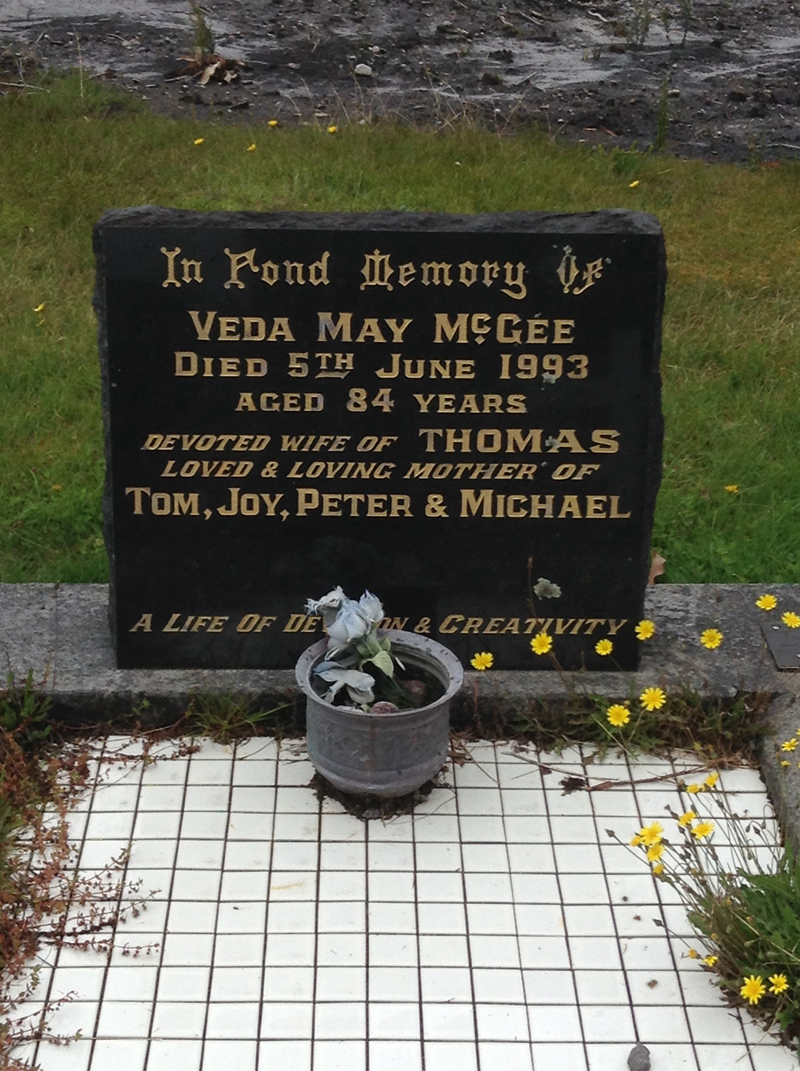 In Fond Memory Of
VEDA MAY McGEE
DIED 5TH JUNE 1993
AGED 84 YEARS
DEVOTED WIFE OF THOMAS
LOVED & LOVING MOTHER OF
TOM, JOY, PETER & MICHAEL
A LIFE OF & CREATIVITY